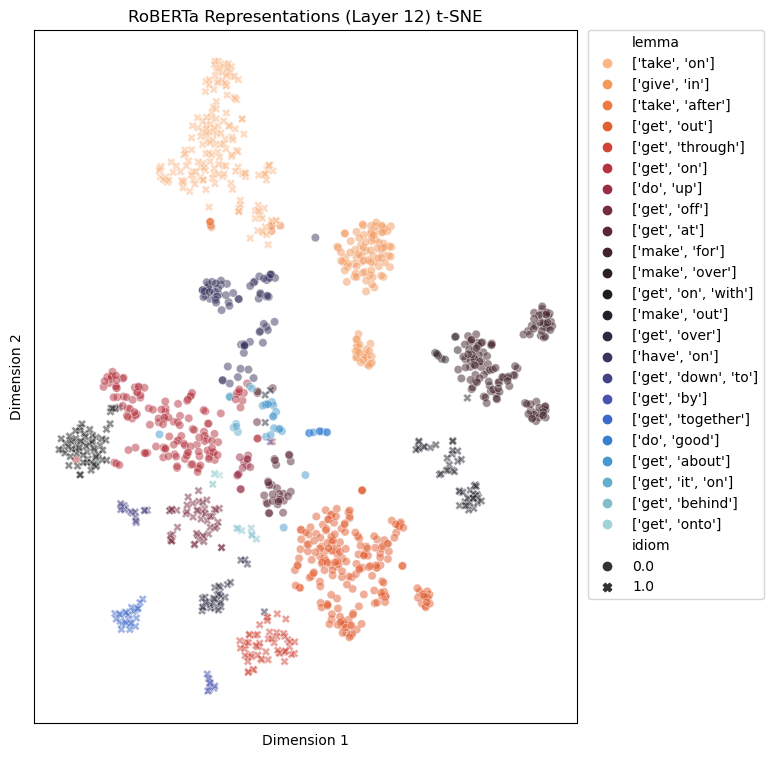 RoBERTa Representations (Layer 12) t-SNE
Dimension 2
Dimension 1
lemma
['take', 'on']
['give', 'in']
['take', 'after']
['get', 'out']
['get', 'through']
['get', 'on']
['do', 'up']
['get', 'off']
['get', 'at']
['make', 'for']
['make', 'over']
['get', 'on', 'with']
['make', 'out']
['get', 'over']
['have', 'on']
['get', 'down', 'to']
['get', 'by']
['get', 'together']
['do', 'good']
['get', 'about']
['get', 'it', 'on']
['get', 'behind']
['get', 'onto']
idiom
0.0
1.0